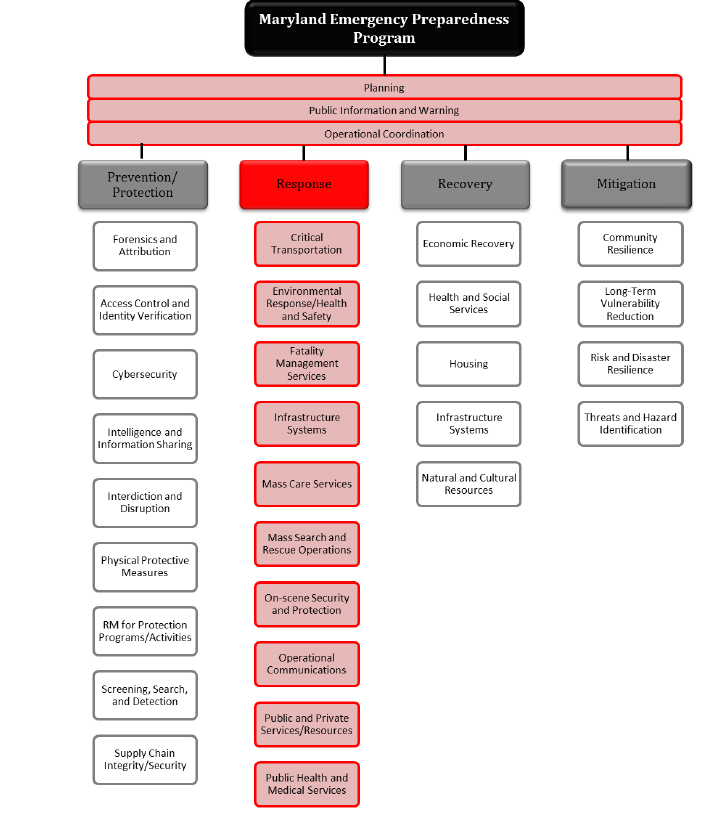 Maryland Emergency Preparedness
Program
Planning
Public Information and Warning
Operational Coordination
Prevention/
Protection
Forensics and
Attribution
Access Control and
Identity Verification
Cybersecurity
Intelligence and
Information Sharing
Interdiction and
Disruption
Physical Protective
Measures
RM for Protection
Programs/Activities
Screening, Search,
and Detection
Supply Chain
Integrity/Security
Response
Critical
Transportation
Environmental
Response/Health
and Safety
Fatality
Management
Services
Infrastructure
Systems
Mass Care Services
Mass Search and
Rescue Operations
On-scene Security
and Protection
Operational
Communications
Public and Private
Services/Resources
Public Health and
Medical Services
Recovery
Economic Recovery
Health and Social
Services
Housing
Infrastructure
Systems
Natural and Cultural
Resources
Mitigation
Community
Resilience
Long-Term
Vulnerability
Reduction
Risk and Disaster
Resilience
Threats and Hazard
Identification